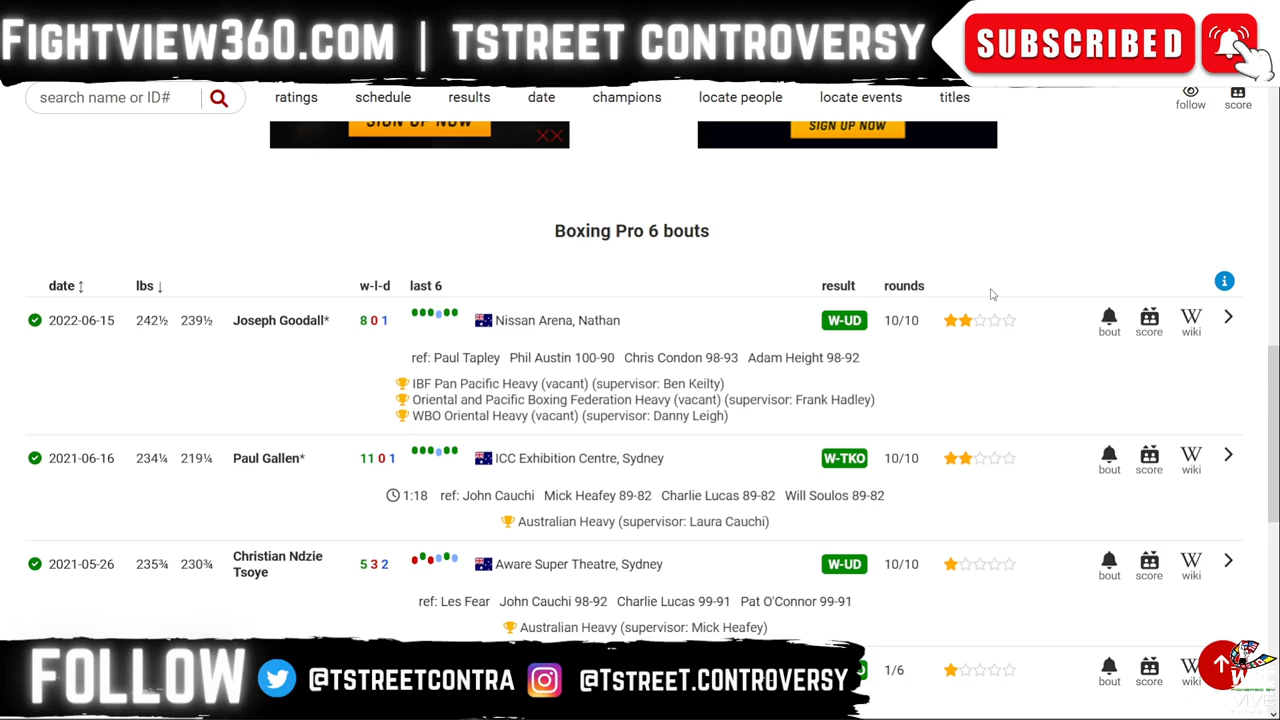 FIGHTVIEW360.COM | TSTREET CONTROVERSY
SUBSCRIBED
search name or ID#
ratings schedule results date champions locate people locate events titles
follow score
SIGN UP NOW SIGN UP NOW
Boxing Pro 6 bouts
date lbs w-l-d last 6 result rounds
2022-06-15 242½ 239½ Joseph Goodall* 8 0 1 Nissan Arena, Nathan W-UD 10/10 bout score wiki
ref: Paul Tapley Phil Austin 100-90 Chris Condon 98-93 Adam Height 98-92
IBF Pan Pacific Heavy (vacant) (supervisor: Ben Keilty)
Oriental and Pacific Boxing Federation Heavy (vacant) (supervisor: Frank Hadley)
WBO Oriental Heavy (vacant) (supervisor: Danny Leigh)
2021-06-16 234¼ 219¼ Paul Gallen* 11 0 1 ICC Exhibition Centre, Sydney W-TKO 10/10 bout score wiki
1:18 ref: John Cauchi Mick Heafey 89-82 Charlie Lucas 89-82 Will Soulos 89-82
Australian Heavy (supervisor: Laura Cauchi)
2021-05-26 235¾ 230¾ Christian Ndzie Tsoye 5 3 2 Aware Super Theatre, Sydney W-UD 10/10 bout score wiki
ref: Les Fear John Cauchi 98-92 Charlie Lucas 99-91 Pat O'Connor 99-91
Australian Heavy (supervisor: Mick Heafey)
1/6 bout score
FOLLOW @TSTREETCONTRA @TSTREET.CONTROVERSY